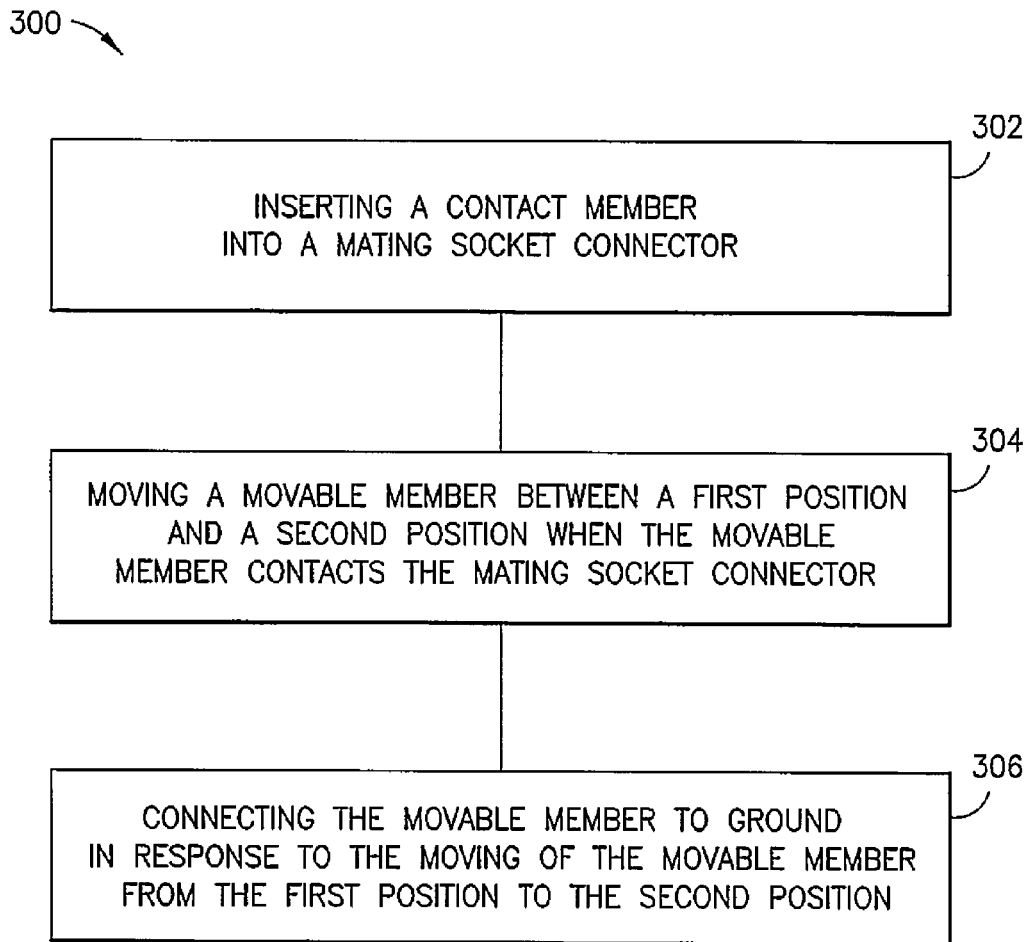 300
302
INSERTING A CONTACT MEMBER
INTO A MATING SOCKET CONNECTOR
304
MOVING A MOVABLE MEMBER BETWEEN A FIRST POSITION
AND A SECOND POSITION WHEN THE MOVABLE
MEMBER CONTACTS THE MATING SOCKET CONNECTOR
306
CONNECTING THE MOVABLE MEMBER TO GROUND
IN RESPONSE TO THE MOVING OF THE MOVABLE MEMBER
FROM THE FIRST POSITION TO THE SECOND POSITION